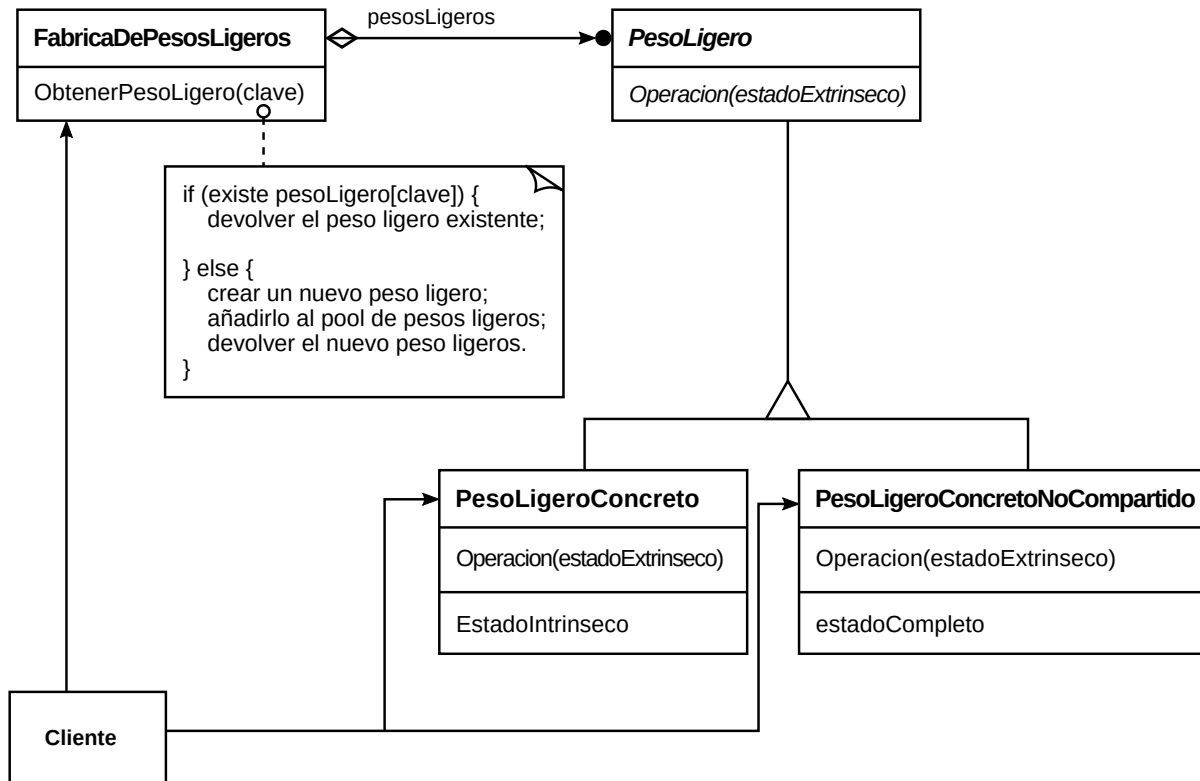 FabricaDePesosLigeros
pesosLigeros
PesoLigero
ObtenerPesoLigero(clave)
Operacion(estadoExtrinseco)
if (existe pesoLigero[clave]) {
devolver el peso ligero existente;
} else {
crear un nuevo peso ligero;
añadirlo al pool de pesos ligeros;
devolver el nuevo peso ligeros.
}
PesoLigeroConcreto
Operacion(estadoExtrinseco)
EstadoIntrinseco
PesoLigeroConcretoNoCompartido
Operacion(estadoExtrinseco)
estadoCompleto
Cliente